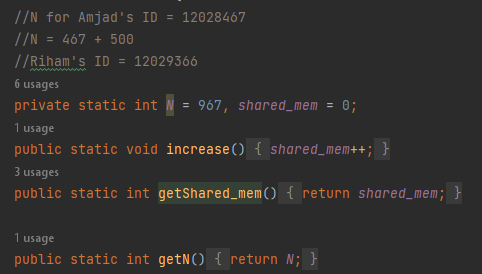 //N for Amjad's ID = 12028467
//N = 467 + 500
//Riham's ID = 12029366
6 usages
private static int N = 967, shared_mem = 0;
1 usage
public static void increase() { shared_mem++; }
3 usages
public static int getShared_mem() { return shared_mem; }
1 usage
public static int getN() { return N; }